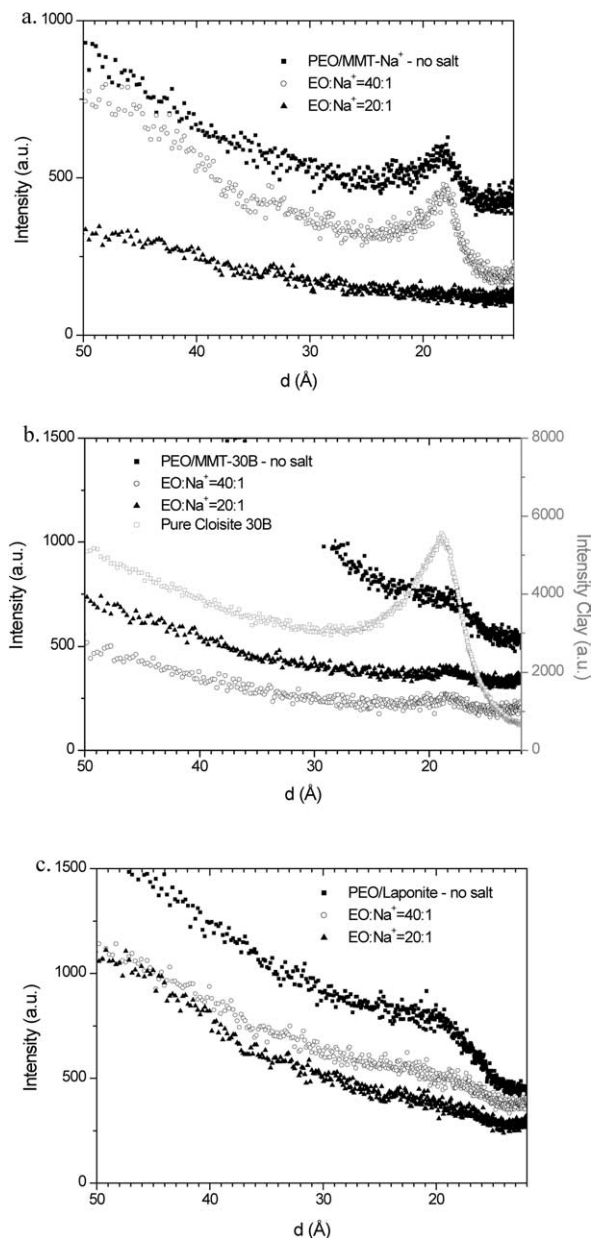 a.
1000
500
0
Intensity (a.u.)
PEO/MMT-Na⁺ - no salt
EO:Na⁺=40:1
EO:Na⁺=20:1
50 40 30 20
d (Å)
b.
1500
1000
500
0
Intensity (a.u.)
PEO/MMT-30B - no salt
EO:Na⁺=40:1
EO:Na⁺=20:1
Pure Cloisite 30B
8000
6000
4000
2000
0
Intensity Clay (a.u.)
50 40 30 20
d (Å)
c.
1500
1000
500
0
Intensity (a.u.)
PEO/Laponite - no salt
EO:Na⁺=40:1
EO:Na⁺=20:1
50 40 30 20
d (Å)